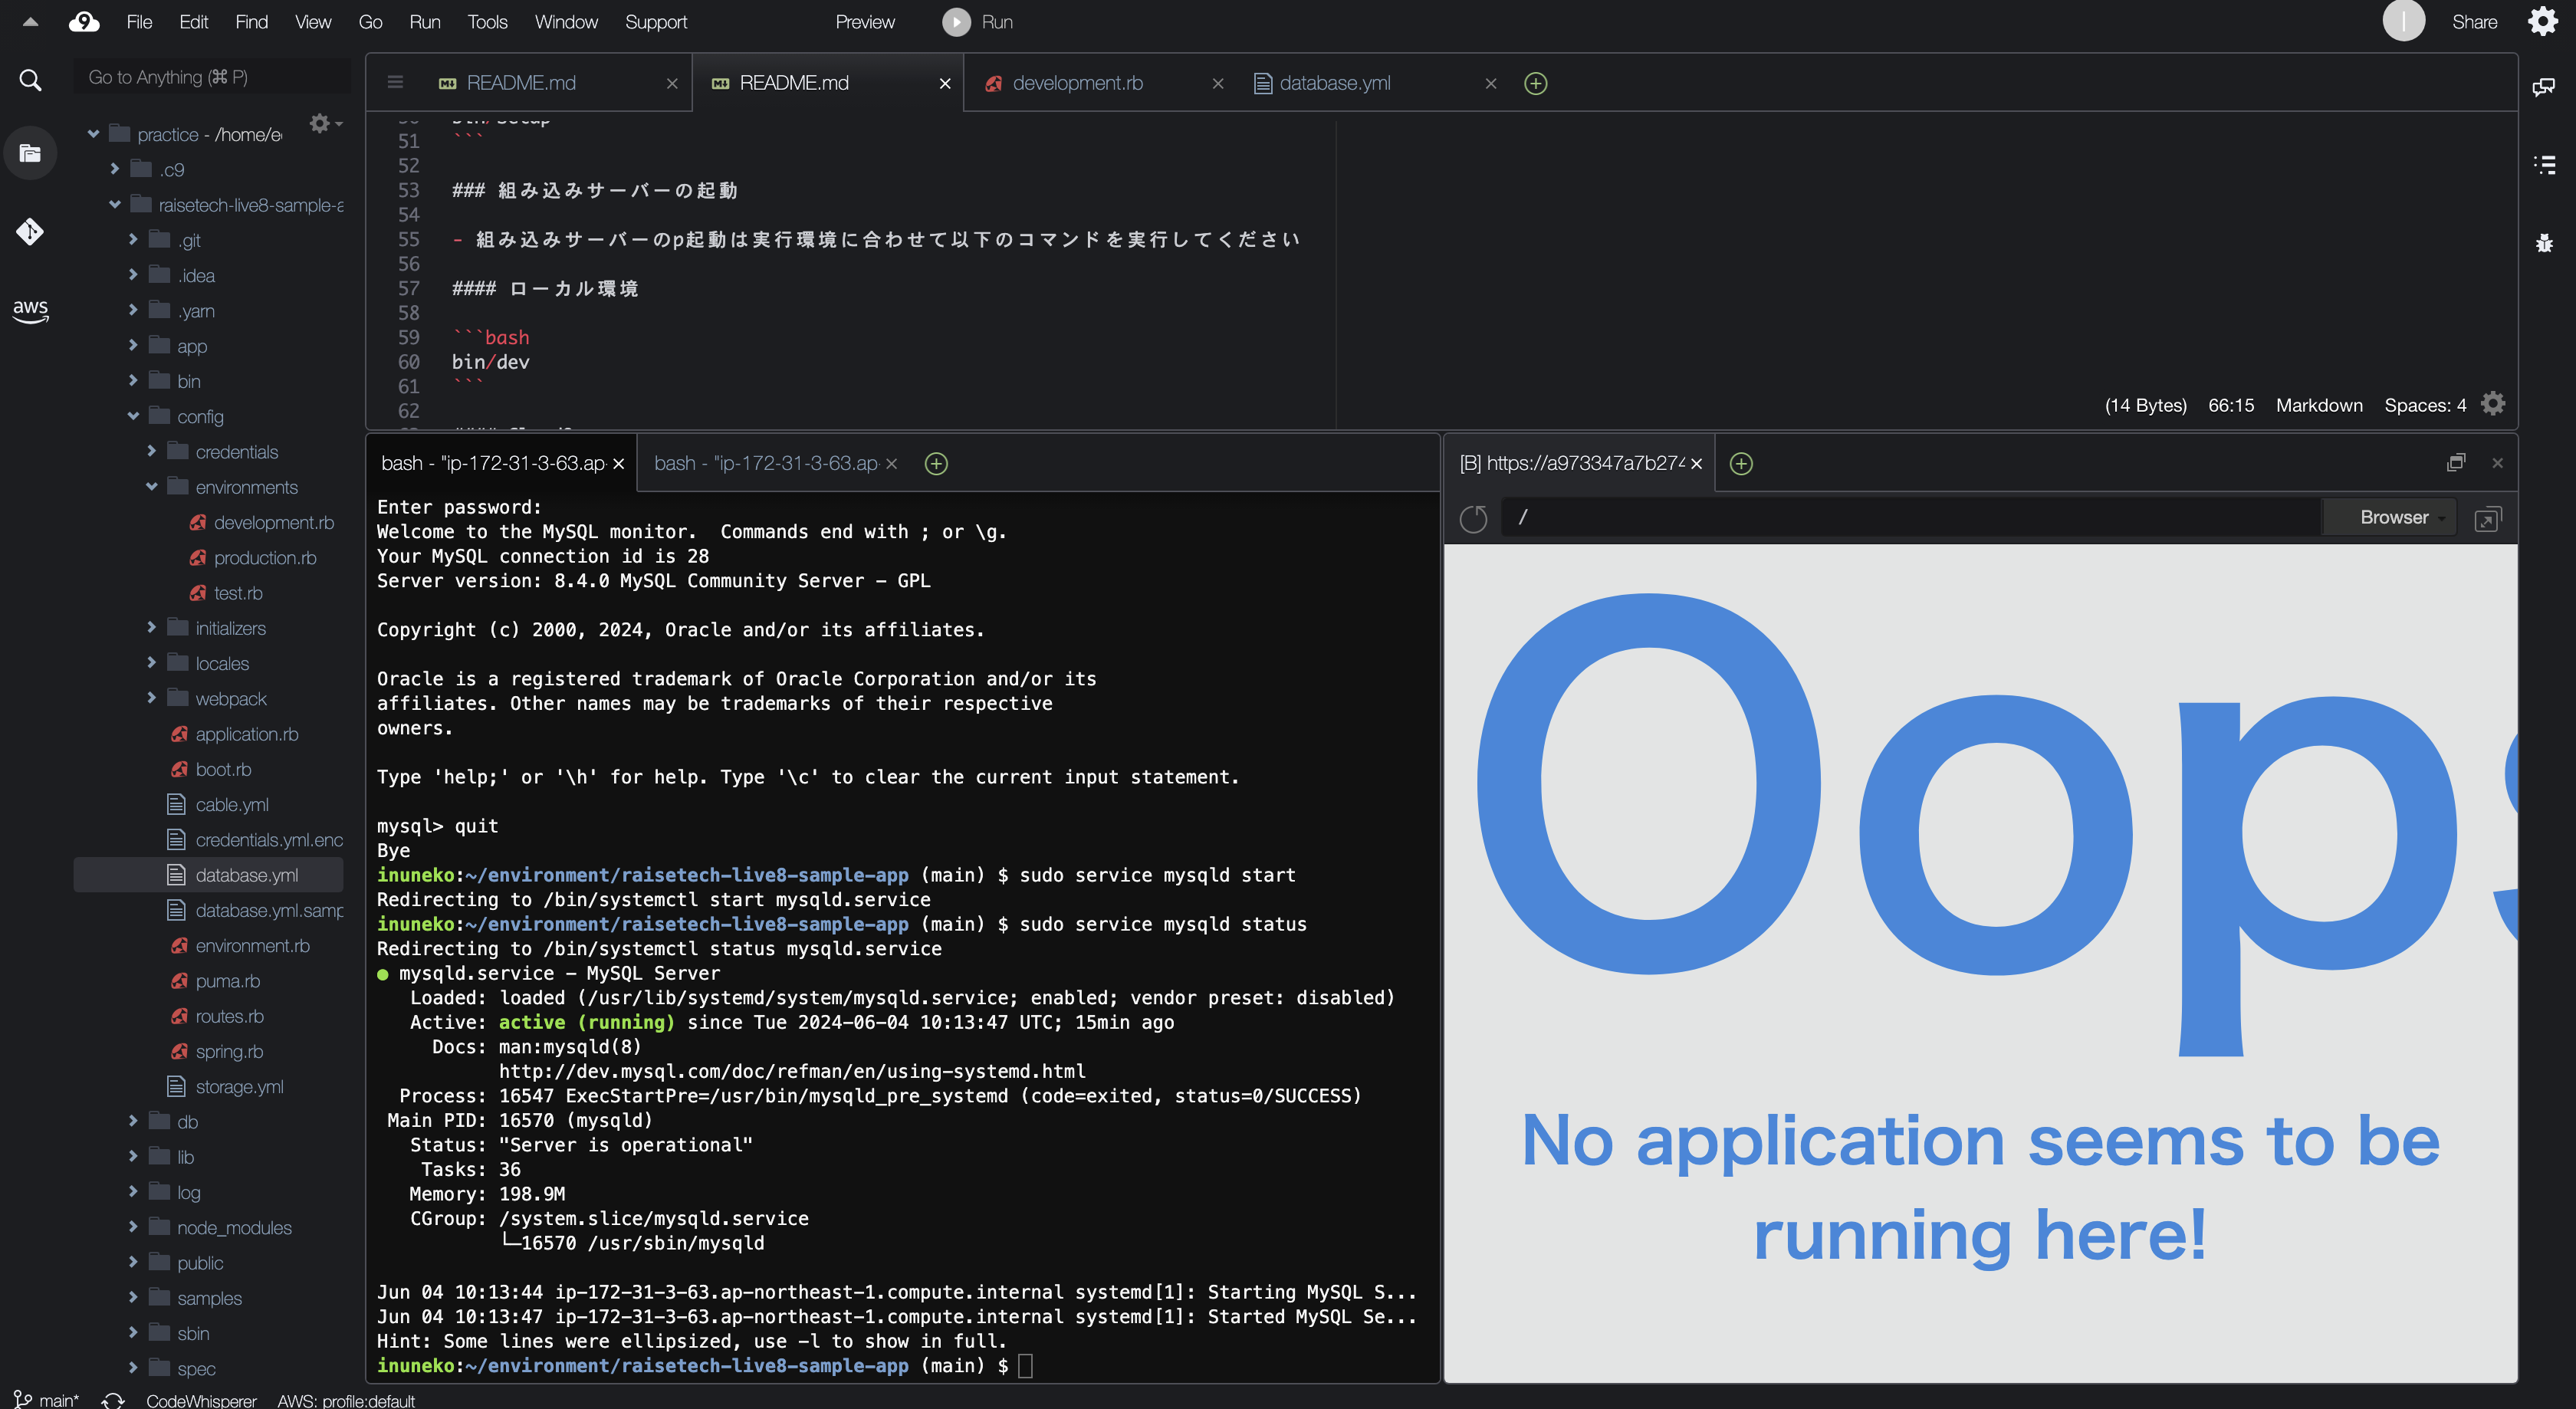 File Edit Find View Go Run Tools Window Support Preview Run Share
Go to Anything (⌘ P)
practice - /home/e
.c9
raisetech-live8-sample-a
.git
.idea
.yarn
app
bin
config
credentials
environments
development.rb
production.rb
test.rb
initializers
locales
webpack
application.rb
boot.rb
cable.yml
credentials.yml.enc
database.yml
database.yml.samp
environment.rb
puma.rb
routes.rb
spring.rb
storage.yml
db
lib
log
node_modules
public
samples
sbin
spec
aws
README.md README.md development.rb database.yml
51 ```
52
53 ### 組み込みサーバーの起動
54
55 - 組み込みサーバーのp起動は実行環境に合わせて以下のコマンドを実行してください
56
57 #### ローカル環境
58
59 ```bash
60 bin/dev
61 ```
62
(14 Bytes) 66:15 Markdown Spaces: 4
bash - "ip-172-31-3-63.ap- bash - "ip-172-31-3-63.ap-
Enter password:
Welcome to the MySQL monitor.  Commands end with ; or \g.
Your MySQL connection id is 28
Server version: 8.4.0 MySQL Community Server - GPL
Copyright (c) 2000, 2024, Oracle and/or its affiliates.
Oracle is a registered trademark of Oracle Corporation and/or its
affiliates. Other names may be trademarks of their respective
owners.
Type 'help;' or '\h' for help. Type '\c' to clear the current input statement.
mysql> quit
Bye
inuneko:~/environment/raisetech-live8-sample-app (main) $ sudo service mysqld start
Redirecting to /bin/systemctl start mysqld.service
inuneko:~/environment/raisetech-live8-sample-app (main) $ sudo service mysqld status
Redirecting to /bin/systemctl status mysqld.service
● mysqld.service - MySQL Server
Loaded: loaded (/usr/lib/systemd/system/mysqld.service; enabled; vendor preset: disabled)
Active: active (running) since Tue 2024-06-04 10:13:47 UTC; 15min ago
Docs: man:mysqld(8)
http://dev.mysql.com/doc/refman/en/using-systemd.html
Process: 16547 ExecStartPre=/usr/bin/mysqld_pre_systemd (code=exited, status=0/SUCCESS)
Main PID: 16570 (mysqld)
Status: "Server is operational"
Tasks: 36
Memory: 198.9M
CGroup: /system.slice/mysqld.service
└─16570 /usr/sbin/mysqld
Jun 04 10:13:44 ip-172-31-3-63.ap-northeast-1.compute.internal systemd[1]: Starting MySQL S...
Jun 04 10:13:47 ip-172-31-3-63.ap-northeast-1.compute.internal systemd[1]: Started MySQL Se...
Hint: Some lines were ellipsized, use -l to show in full.
inuneko:~/environment/raisetech-live8-sample-app (main) $
[B] https://a973347a7b274
/ Browser
Oops
No application seems to be
running here!
main* CodeWhisperer AWS: profile:default